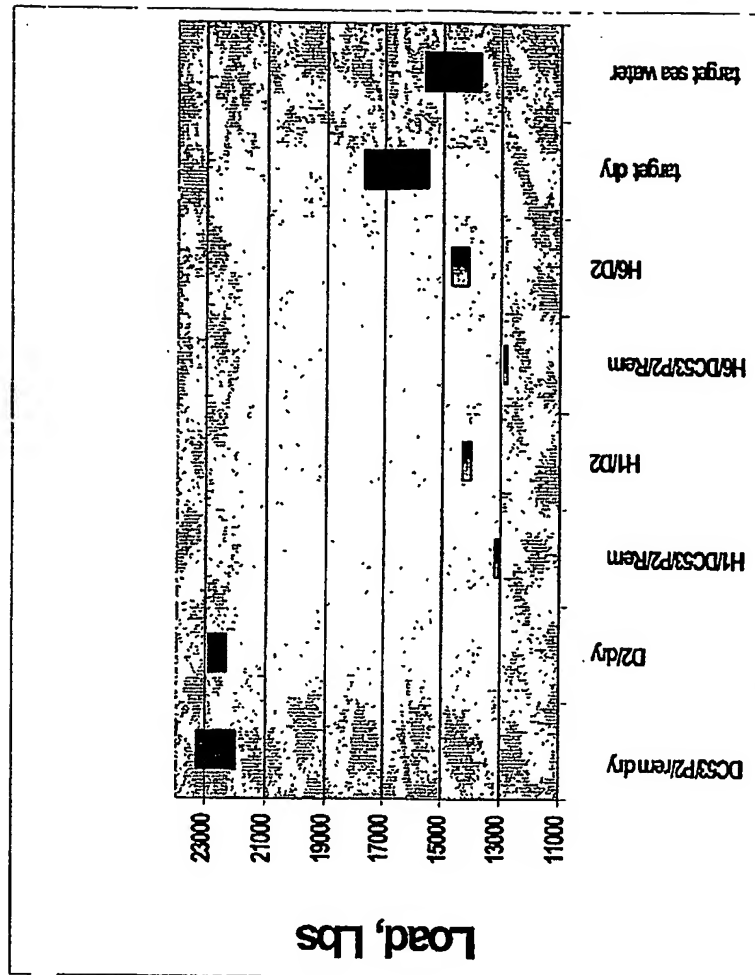 Load, Lbs
23000
21000
19000
17000
15000
13000
11000
DC53/P2/rem dry
D2/dry
H1/DC53/P2/Rem
H1/D2
H6/DC53/P2/Rem
H6/D2
target dry
target sea water